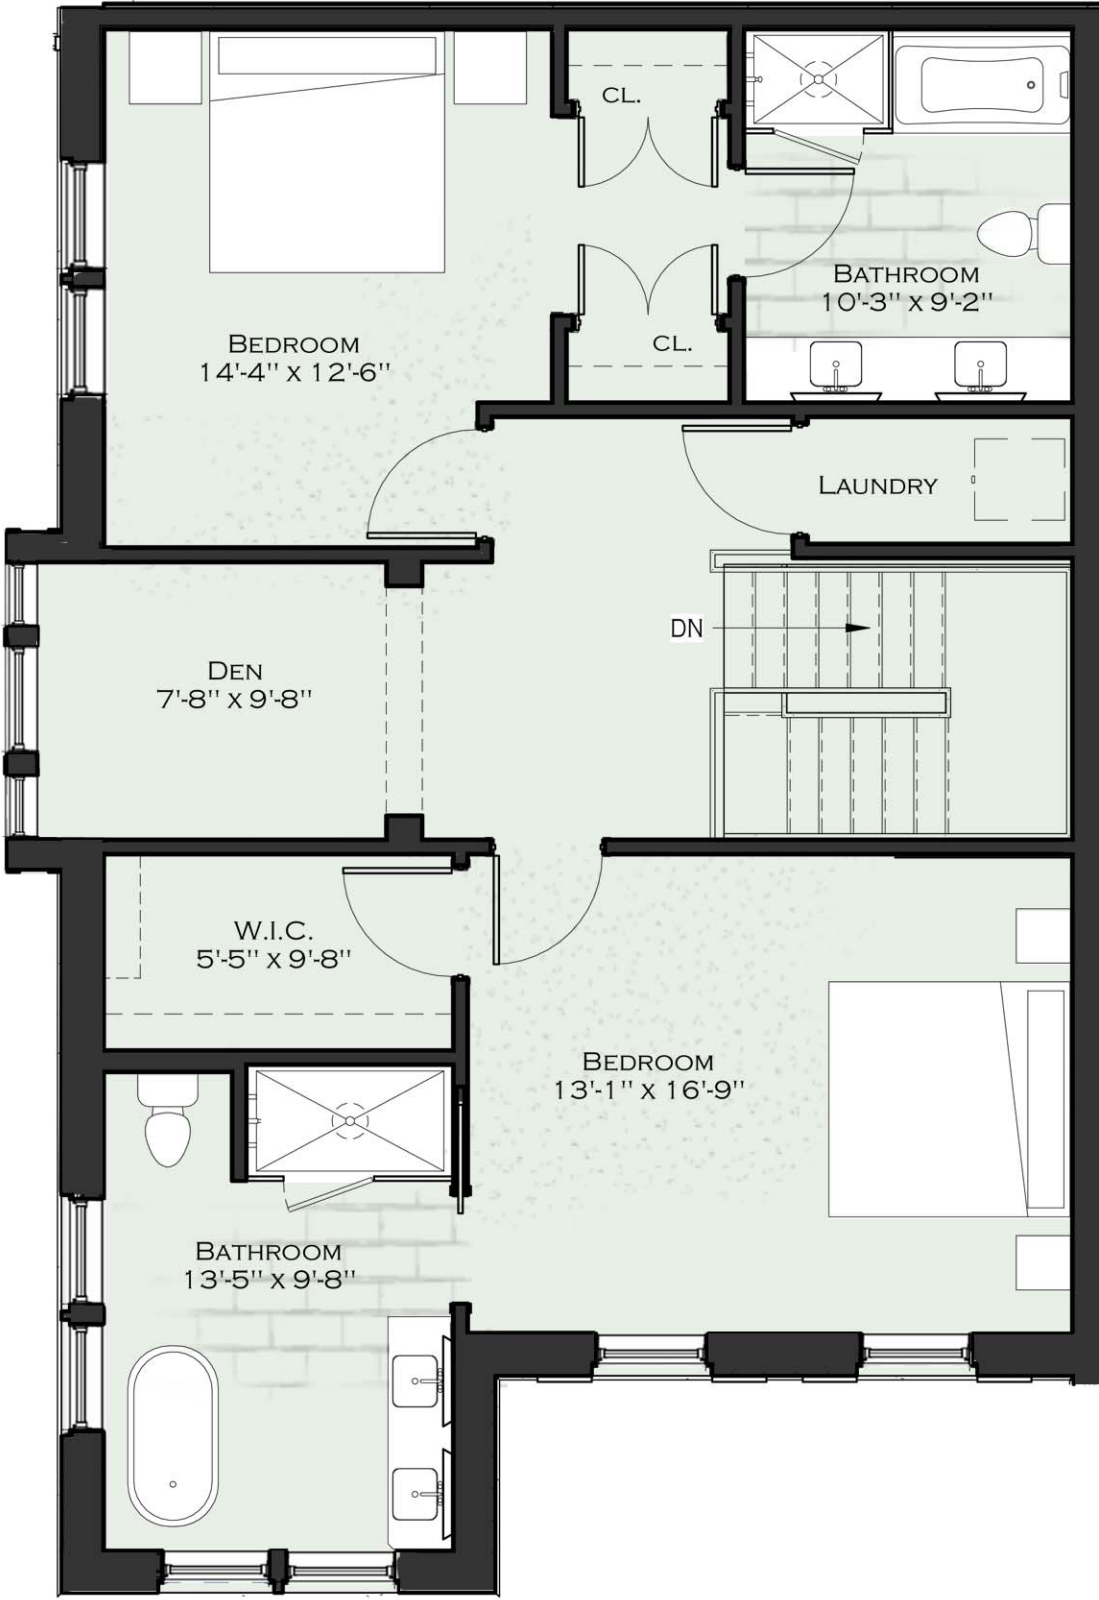 CL.
BATHROOM
10'-3" X 9'-2"
BEDROOM
14'-4" X 12'-6"
CL.
LAUNDRY
DN
DEN
7'-8" X 9'-8"
W.I.C.
5'-5" X 9'-8"
BEDROOM
13'-1" X 16'-9"
BATHROOM
13'-5" X 9'-8"